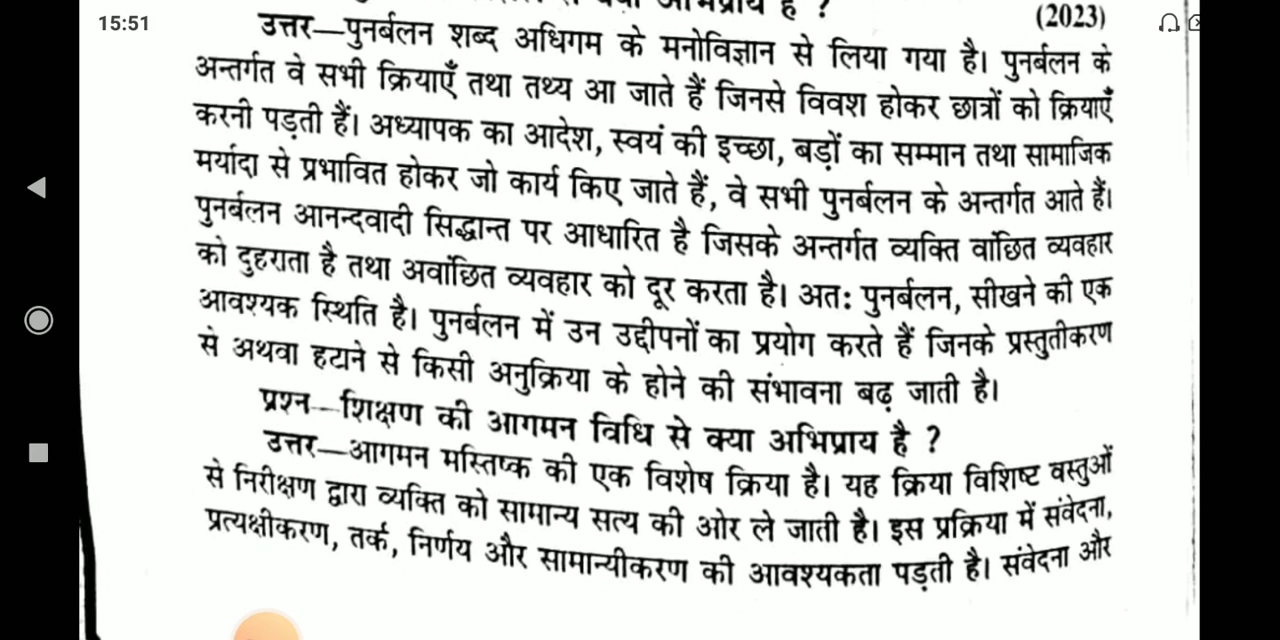 अभिप्राय है ?
(2023)
15:51
उत्तर—पुनर्बलन शब्द अधिगम के मनोविज्ञान से लिया गया है। पुनर्बलन के
अन्तर्गत वे सभी क्रियाएँ तथा तथ्य आ जाते हैं जिनसे विवश होकर छात्रों को क्रियाएँ
करनी पड़ती हैं। अध्यापक का आदेश, स्वयं की इच्छा, बड़ों का सम्मान तथा सामाजिक
मर्यादा से प्रभावित होकर जो कार्य किए जाते हैं, वे सभी पुनर्बलन के अन्तर्गत आते हैं।
पुनर्बलन आनन्दवादी सिद्धान्त पर आधारित है जिसके अन्तर्गत व्यक्ति वांछित व्यवहार
को दुहराता है तथा अवांछित व्यवहार को दूर करता है। अतः पुनर्बलन, सीखने की एक
आवश्यक स्थिति है। पुनर्बलन में उन उद्दीपनों का प्रयोग करते हैं जिनके प्रस्तुतीकरण
से अथवा हटाने से किसी अनुक्रिया के होने की संभावना बढ़ जाती है।
प्रश्न—शिक्षण की आगमन विधि से क्या अभिप्राय है ?
उत्तर—आगमन मस्तिष्क की एक विशेष क्रिया है। यह क्रिया विशिष्ट वस्तुओं
से निरीक्षण द्वारा व्यक्ति को सामान्य सत्य की ओर ले जाती है। इस प्रक्रिया में संवेदना,
प्रत्यक्षीकरण, तर्क, निर्णय और सामान्यीकरण की आवश्यकता पड़ती है। संवेदना और